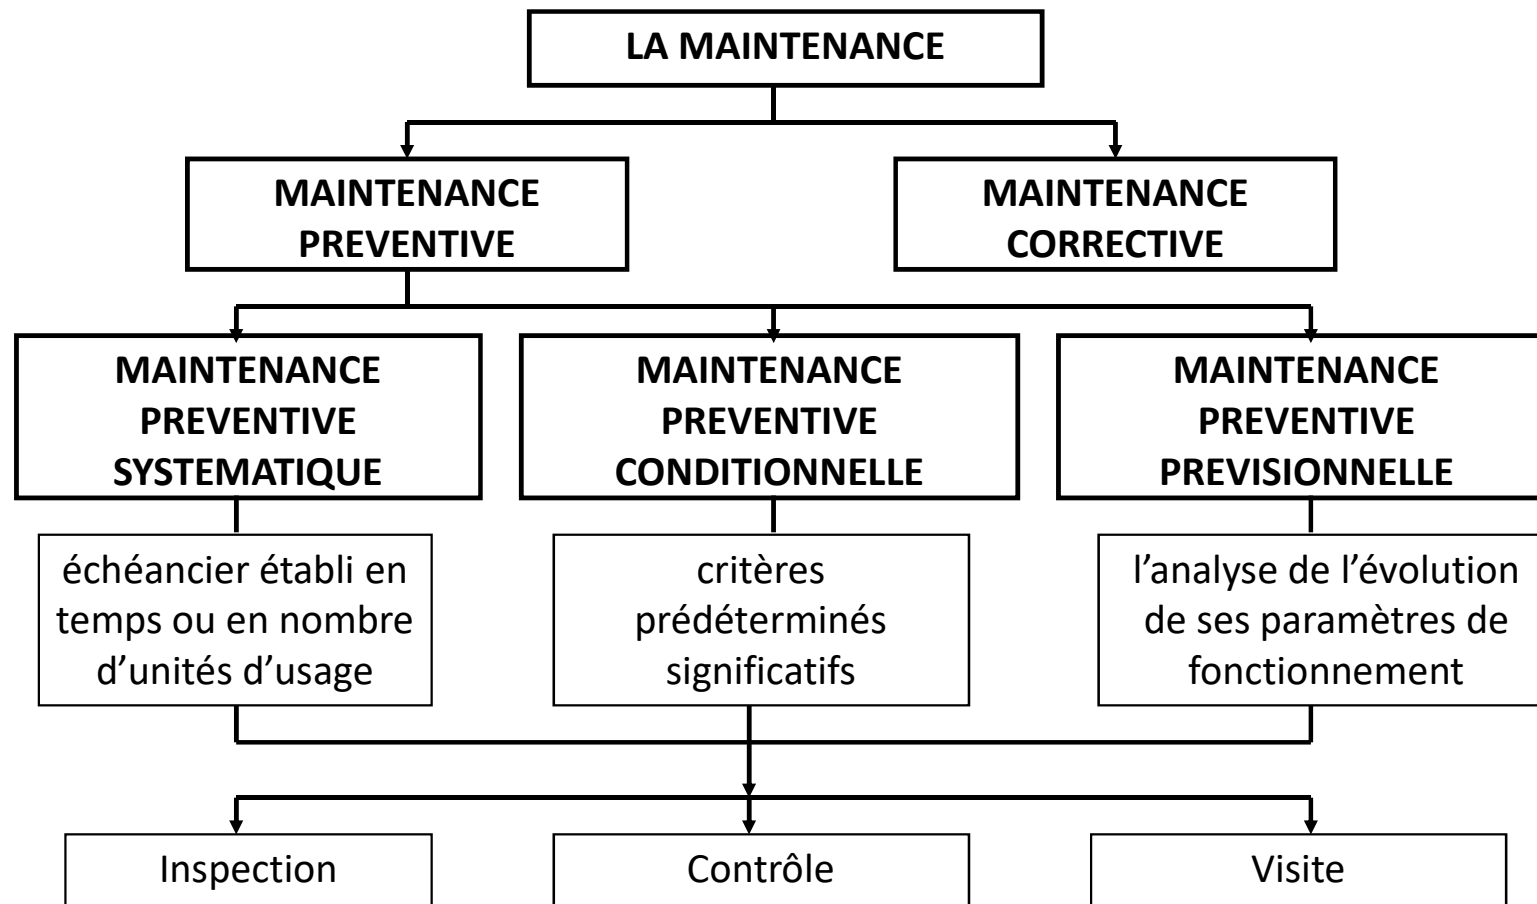 LA MAINTENANCE
MAINTENANCE
PREVENTIVE
MAINTENANCE
CORRECTIVE
MAINTENANCE
PREVENTIVE
SYSTEMATIQUE
MAINTENANCE
PREVENTIVE
CONDITIONNELLE
MAINTENANCE
PREVENTIVE
PREVISIONNELLE
échéancier établi en
temps ou en nombre
d’unités d’usage
critères
prédéterminés
significatifs
l’analyse de l’évolution
de ses paramètres de
fonctionnement
Inspection
Contrôle
Visite